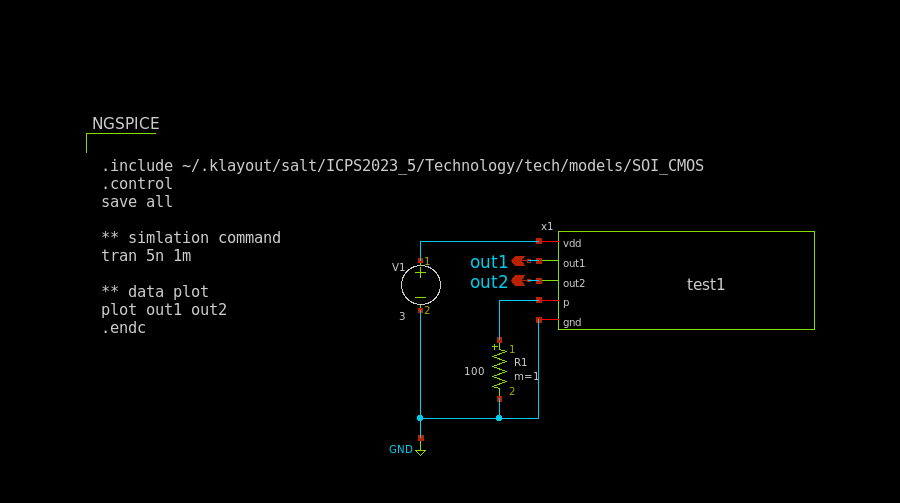 NGSPICE
.include ~/.klayout/salt/ICPS2023_5/Technology/tech/models/SOI_CMOS
.control
save all
** simlation command
tran 5n 1m
** data plot
plot out1 out2
.endc
x1
vdd
out1
out1
out2
out2
p
gnd
test1
V1
1
2
3
1
R1
100
m=1
2
GND